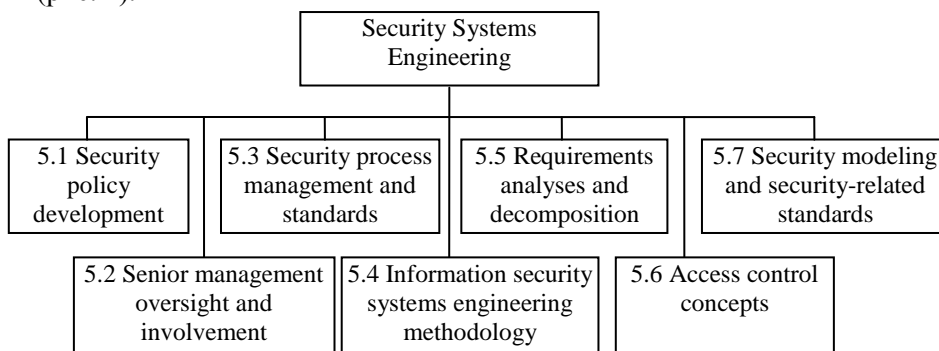 Security Systems
Engineering
5.1 Security
policy
development
5.3 Security process
management and
standards
5.5 Requirements
analyses and
decomposition
5.7 Security modeling
and security-related
standards
5.2 Senior management
oversight and
involvement
5.4 Information security
systems engineering
methodology
5.6 Access control
concepts